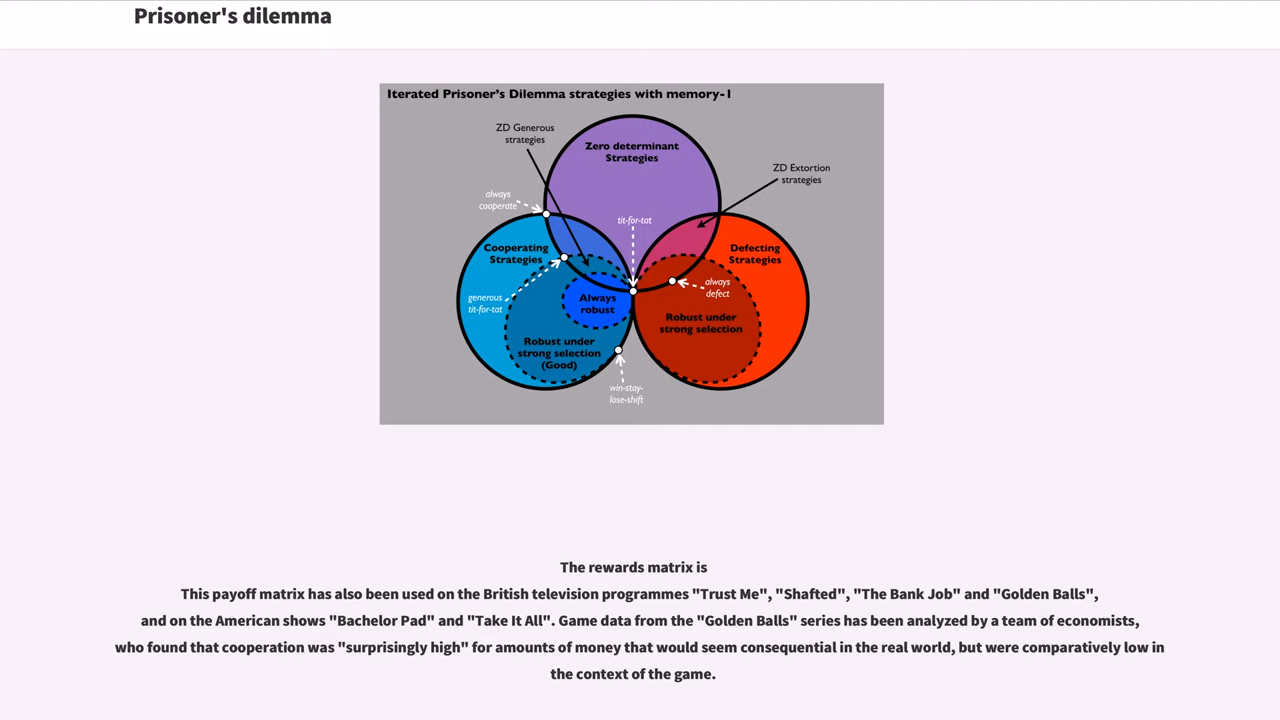 Prisoner's dilemma
Iterated Prisoner's Dilemma strategies with memory-1
ZD Generous
strategies
Zero determinant
Strategies
ZD Extortion
strategies
always
cooperate
tit-for-tat
Cooperating
Strategies
Defecting
Strategies
generous
tit-for-tat
Always
robust
always
defect
Robust under
strong selection
Robust under
strong selection
(Good)
win-stay-
lose-shift
The rewards matrix is
This payoff matrix has also been used on the British television programmes "Trust Me", "Shafted", "The Bank Job" and "Golden Balls",
and on the American shows "Bachelor Pad" and "Take It All". Game data from the "Golden Balls" series has been analyzed by a team of economists,
who found that cooperation was "surprisingly high" for amounts of money that would seem consequential in the real world, but were comparatively low in
the context of the game.